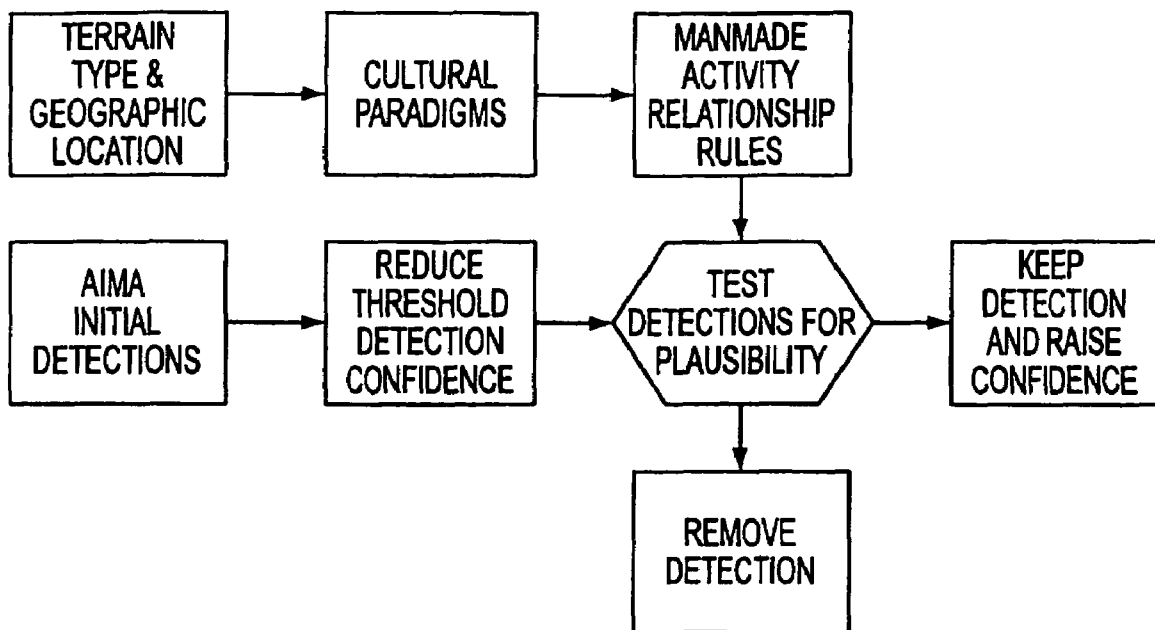 TERRAIN
TYPE &
GEOGRAPHIC
LOCATION
CULTURAL
PARADIGMS
MANMADE
ACTIVITY
RELATIONSHIP
RULES
AIMA
INITIAL
DETECTIONS
REDUCE
THRESHOLD
DETECTION
CONFIDENCE
TEST
DETECTIONS FOR
PLAUSIBILITY
KEEP
DETECTION
AND RAISE
CONFIDENCE
REMOVE
DETECTION